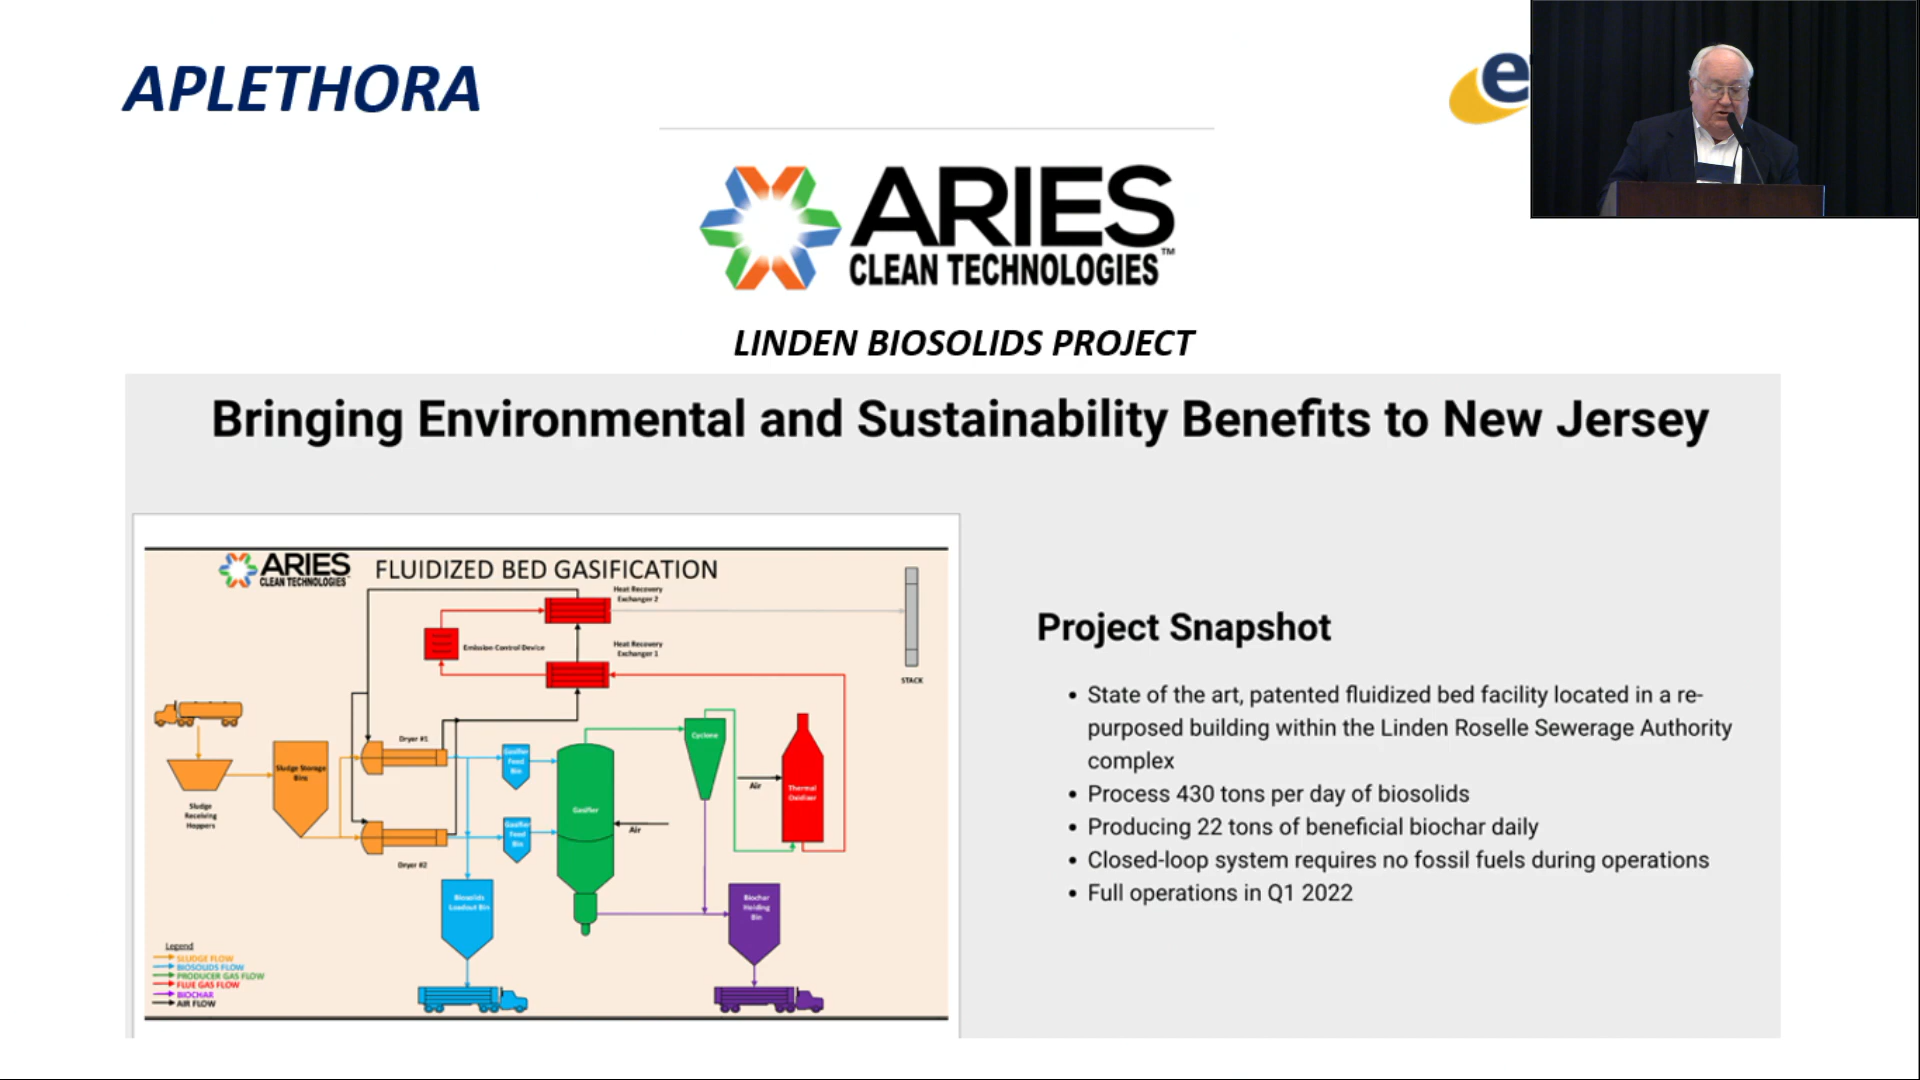 APLETHORA
e
ARIES
CLEAN TECHNOLOGIES™
LINDEN BIOSOLIDS PROJECT
Bringing Environmental and Sustainability Benefits to New Jersey
ARIES
CLEAN TECHNOLOGIES
FLUIDIZED BED GASIFICATION
Heat Recovery
Exchanger 2
Emission Control Device
Heat Recovery
Exchanger 1
STACK
Dryer #1
Cyclone
Gasifier
Feed
Bin
Sludge Storage
Bins
Air
Thermal
Oxidizer
Sludge
Receiving
Hoppers
Gasifier
Gasifier
Feed
Bin
Air
Dryer #2
Biosolids
Loadout Bin
Biochar
Holding
Bin
Legend
SLUDGE FLOW
BIOSOLIDS FLOW
PRODUCER GAS FLOW
FLUE GAS FLOW
BIOCHAR
AIR FLOW
Project Snapshot
• State of the art, patented fluidized bed facility located in a re-
purposed building within the Linden Roselle Sewerage Authority
complex
• Process 430 tons per day of biosolids
• Producing 22 tons of beneficial biochar daily
• Closed-loop system requires no fossil fuels during operations
• Full operations in Q1 2022